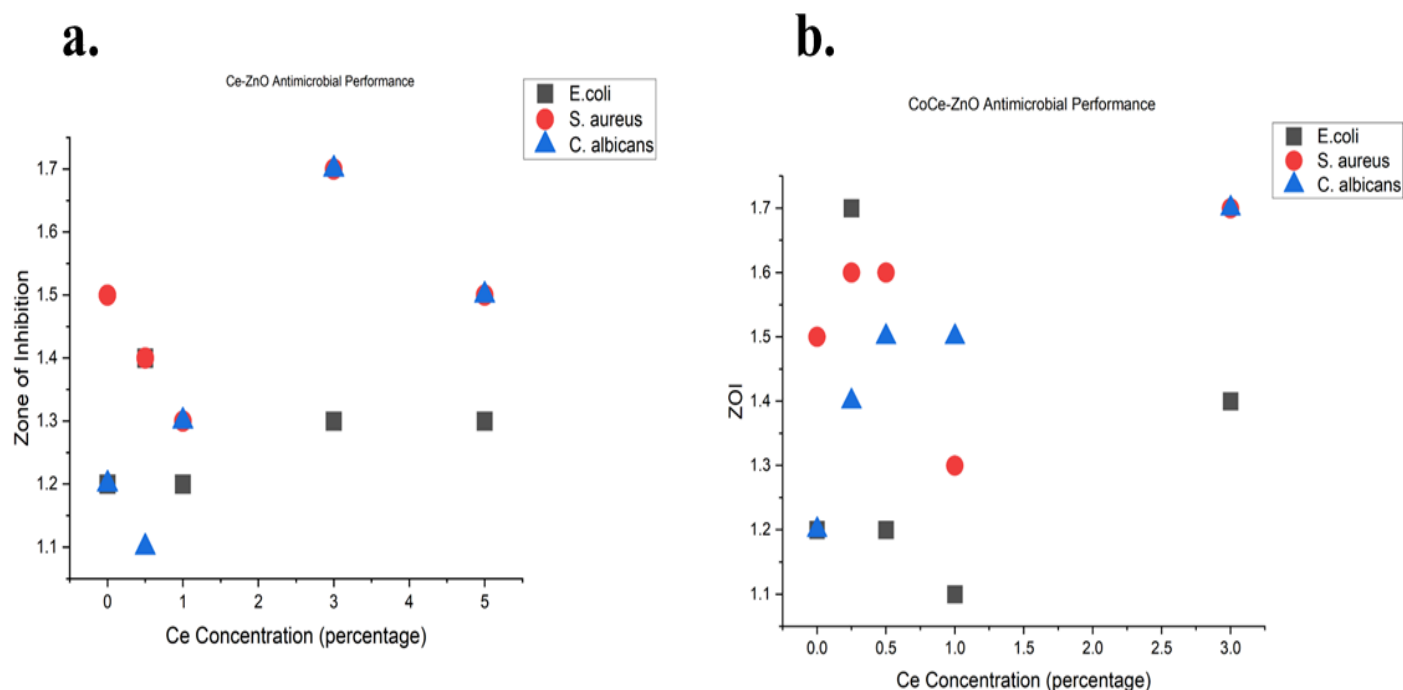 a.
Ce-ZnO Antimicrobial Performance
E.coli
S. aureus
C. albicans
1.7
1.6
1.5
1.4
1.3
1.2
1.1
Zone of Inhibition
0 1 2 3 4 5
Ce Concentration (percentage)
b.
CoCe-ZnO Antimicrobial Performance
E.coli
S. aureus
C. albicans
1.7
1.6
1.5
1.4
1.3
1.2
1.1
ZOI
0.0 0.5 1.0 1.5 2.0 2.5 3.0
Ce Concentration (percentage)